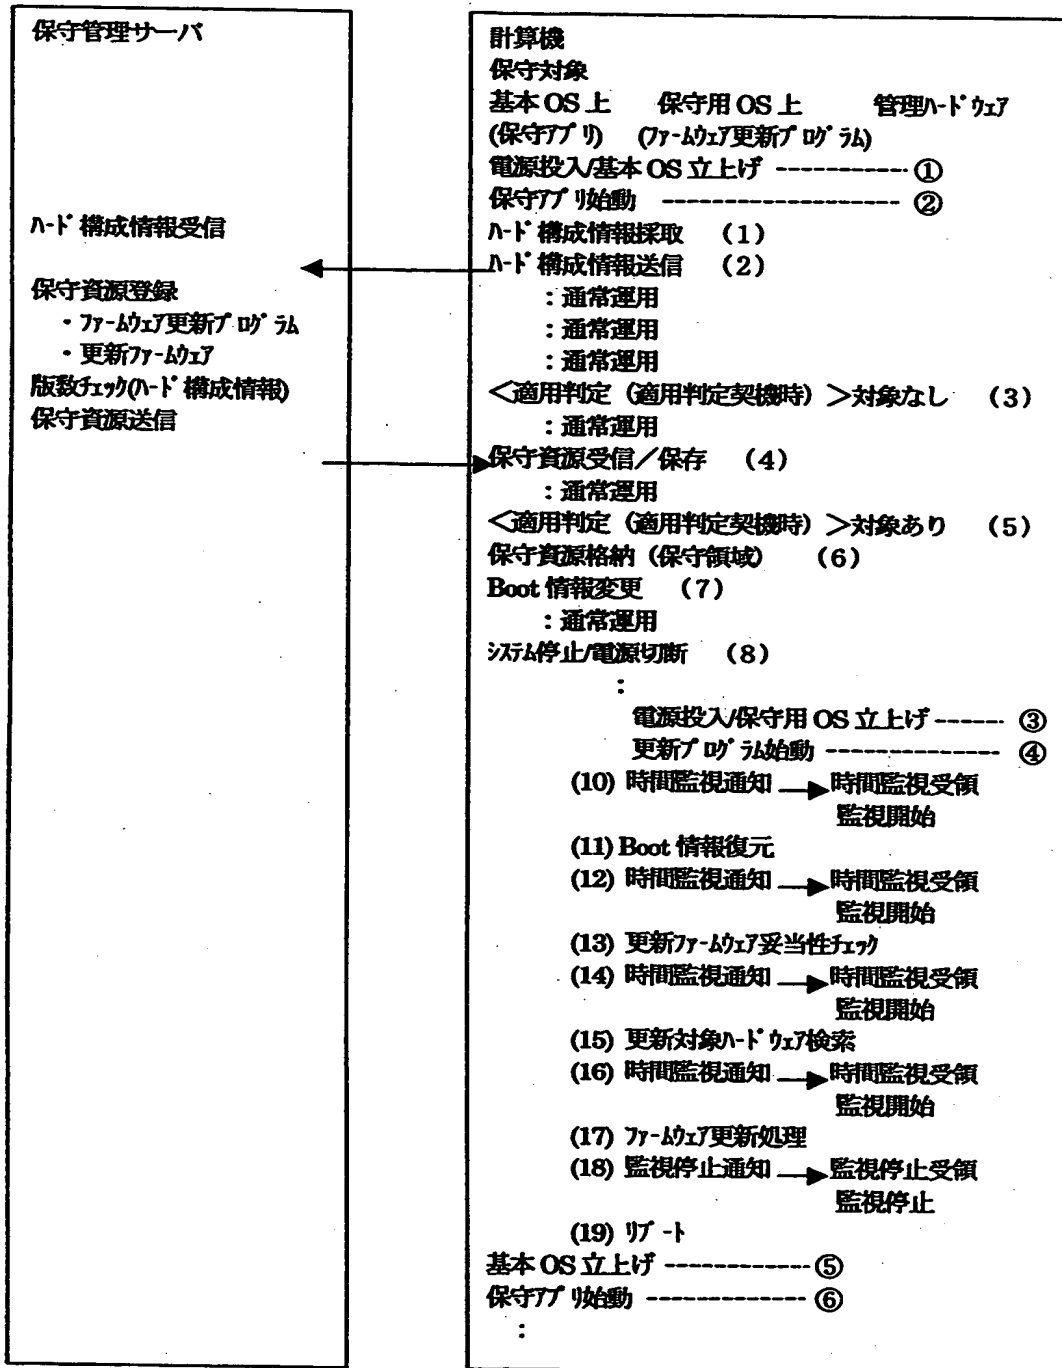 保守管理サーバ
ハード構成情報受信
保守資源登録
・ファームウェア更新プログラム
・更新ファームウェア
版数チェック(ハード構成情報)
保守資源送信
計算機
保守対象
基本OS上 保守用OS上 管理ハードウェア
(保守アプリ) (ファームウェア更新プログラム)
電源投入/基本OS立上げ ----------- ①
保守アプリ始動 ------------------- ②
ハード構成情報採取 (1)
ハード構成情報送信 (2)
:通常運用
:通常運用
:通常運用
<適用判定(適用判定契機時)>対象なし (3)
:通常運用
保守資源受信/保存 (4)
:通常運用
<適用判定(適用判定契機時)>対象あり (5)
保守資源格納(保守領域) (6)
Boot情報変更 (7)
:通常運用
システム停止/電源切断 (8)
:
電源投入/保守用OS立上げ ------ ③
更新プログラム始動 -------------- ④
(10) 時間監視通知 → 時間監視受領
監視開始
(11) Boot情報復元
(12) 時間監視通知 → 時間監視受領
監視開始
(13) 更新ファームウェア妥当性チェック
(14) 時間監視通知 → 時間監視受領
監視開始
(15) 更新対象ハードウェア検索
(16) 時間監視通知 → 時間監視受領
監視開始
(17) ファームウェア更新処理
(18) 監視停止通知 → 監視停止受領
監視停止
(19) リブート
基本OS立上げ ------------ ⑤
保守アプリ始動 ------------- ⑥
: